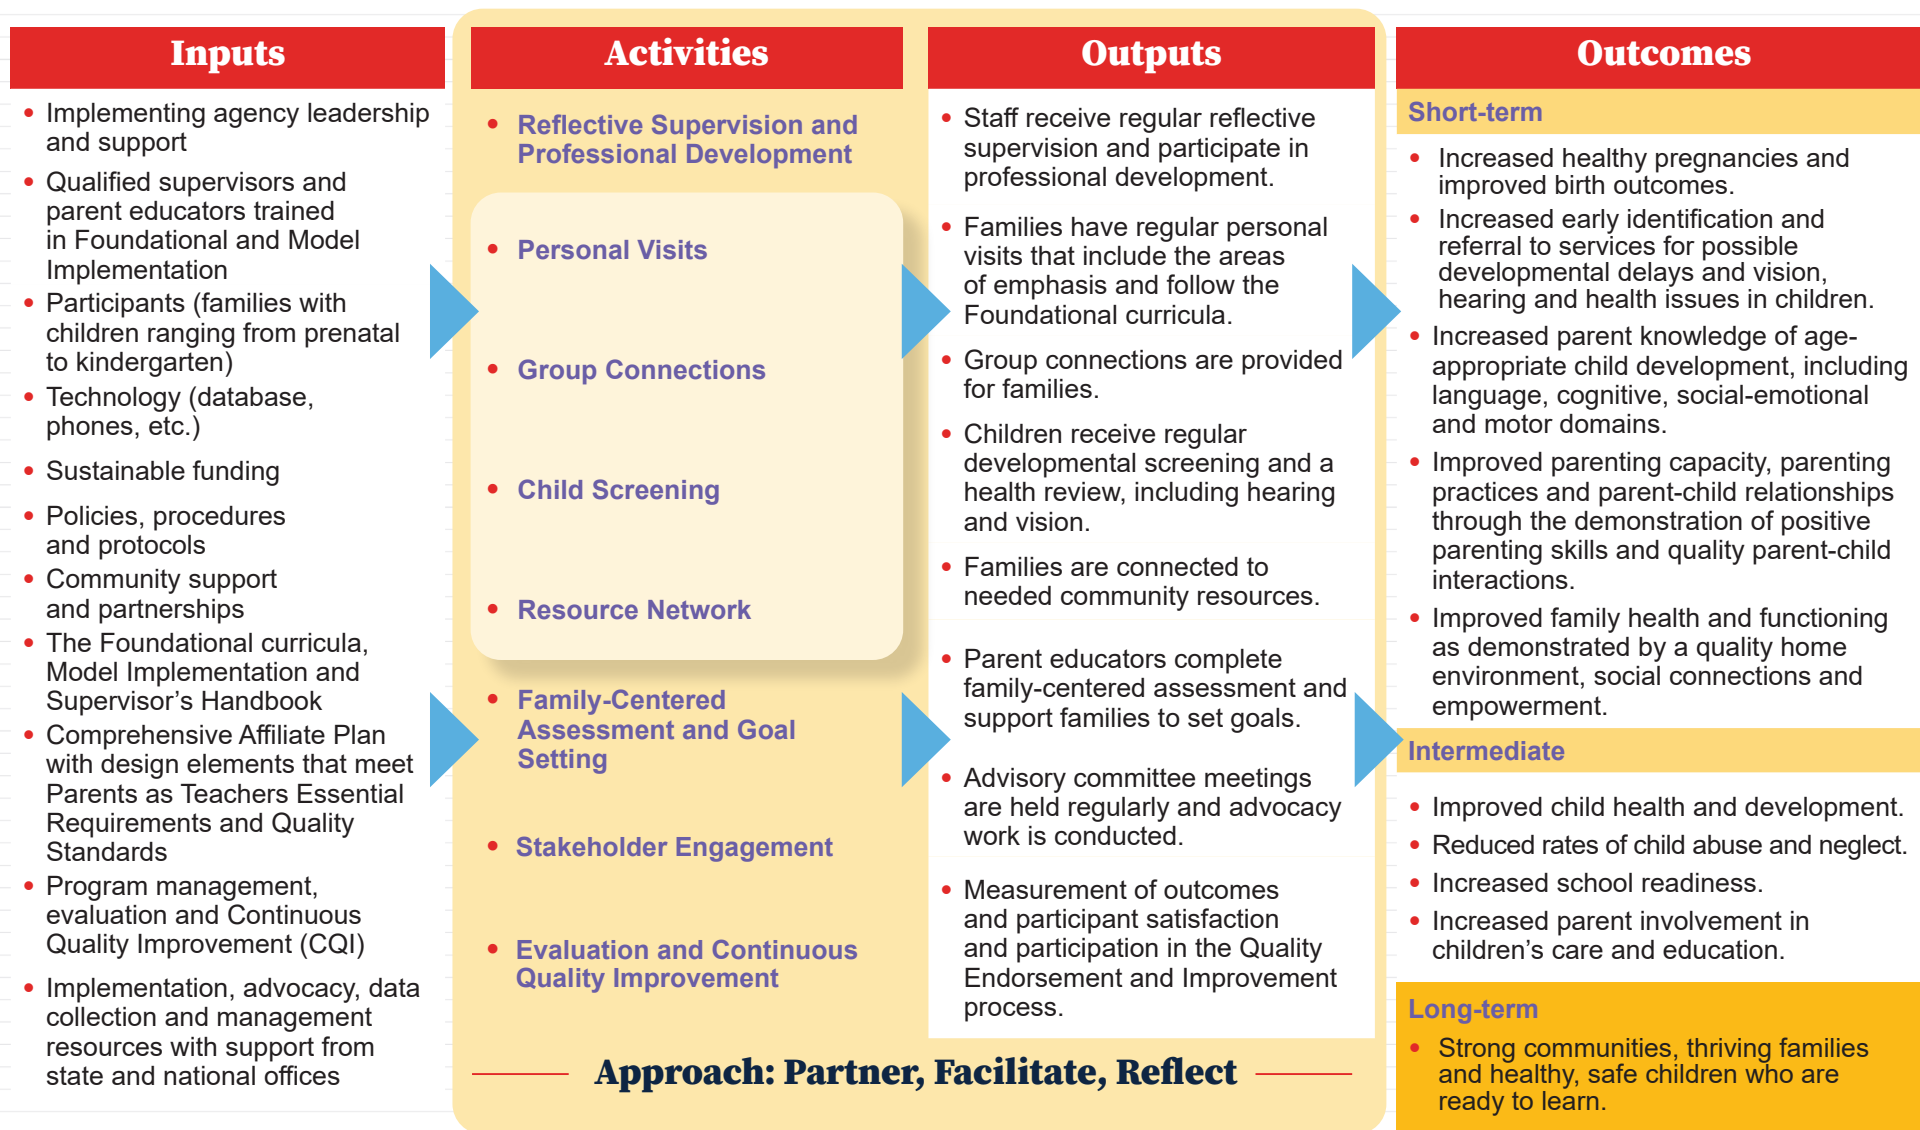 Inputs
Implementing agency leadership
and support
Qualified supervisors and
parent educators trained
in Foundational and Model
Implementation
Participants (families with
children ranging from prenatal
to kindergarten)
Technology (database,
phones, etc.)
Sustainable funding
Policies, procedures
and protocols
Community support
and partnerships
The Foundational curricula,
Model Implementation and
Supervisor’s Handbook
Comprehensive Affiliate Plan
with design elements that meet
Parents as Teachers Essential
Requirements and Quality
Standards
Program management,
evaluation and Continuous
Quality Improvement (CQI)
Implementation, advocacy, data
collection and management
resources with support from
state and national offices
Activities
Reflective Supervision and
Professional Development
Personal Visits
Group Connections
Child Screening
Resource Network
Family-Centered
Assessment and Goal
Setting
Stakeholder Engagement
Evaluation and Continuous
Quality Improvement
Outputs
Staff receive regular reflective
supervision and participate in
professional development.
Families have regular personal
visits that include the areas
of emphasis and follow the
Foundational curricula.
Group connections are provided
for families.
Children receive regular
developmental screening and a
health review, including hearing
and vision.
Families are connected to
needed community resources.
Parent educators complete
family-centered assessment and
support families to set goals.
Advisory committee meetings
are held regularly and advocacy
work is conducted.
Measurement of outcomes
and participant satisfaction
and participation in the Quality
Endorsement and Improvement
process.
Approach: Partner, Facilitate, Reflect
Outcomes
Short-term
Increased healthy pregnancies and
improved birth outcomes.
Increased early identification and
referral to services for possible
developmental delays and vision,
hearing and health issues in children.
Increased parent knowledge of age-
appropriate child development, including
language, cognitive, social-emotional
and motor domains.
Improved parenting capacity, parenting
practices and parent-child relationships
through the demonstration of positive
parenting skills and quality parent-child
interactions.
Improved family health and functioning
as demonstrated by a quality home
environment, social connections and
empowerment.
Intermediate
Improved child health and development.
Reduced rates of child abuse and neglect.
Increased school readiness.
Increased parent involvement in
children’s care and education.
Long-term
Strong communities, thriving families
and healthy, safe children who are
ready to learn.